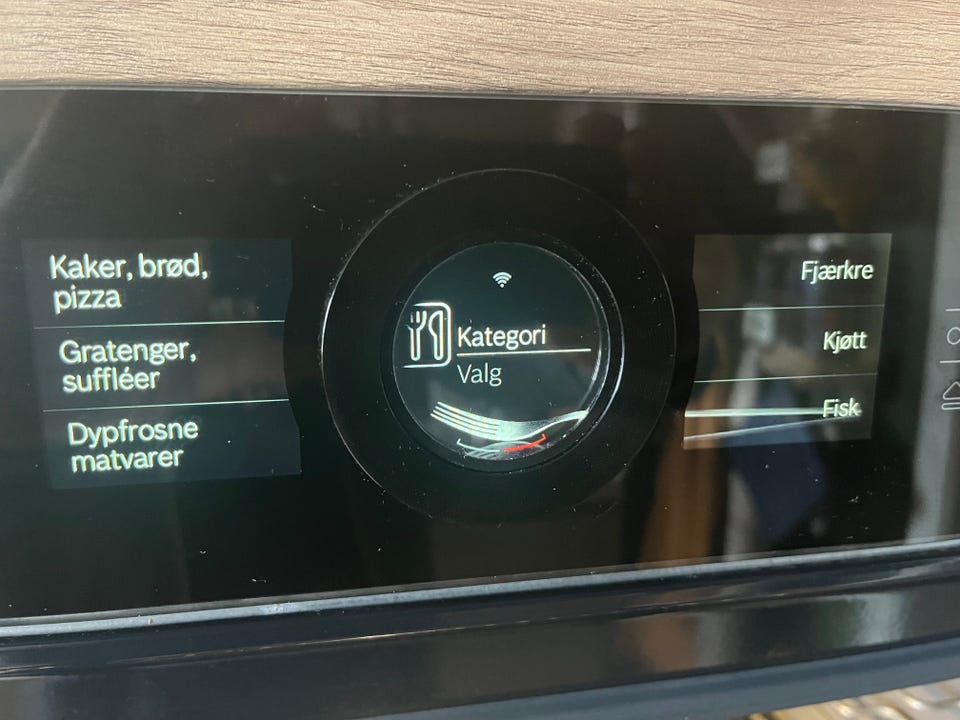 Kaker, brød,
pizza
Gratenger,
suffléer
Dypfrosne
matvarer
Kategori
Valg
Fjærkre
Kjøtt
Fisk